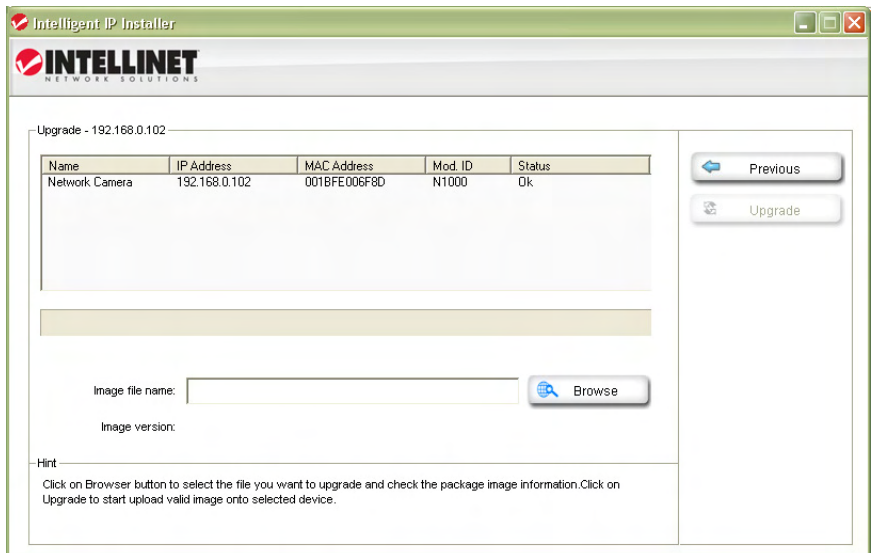 Intelligent IP Installer
INTELLINET
NETWORK SOLUTIONS
Upgrade - 192.168.0.102
Name IP Address MAC Address Mod. ID Status
Network Camera 192.168.0.102 001BFE006F8D N1000 Ok
Previous
Upgrade
Image file name:
Browse
Image version:
Hint
Click on Browser button to select the file you want to upgrade and check the package image information.Click on
Upgrade to start upload valid image onto selected device.